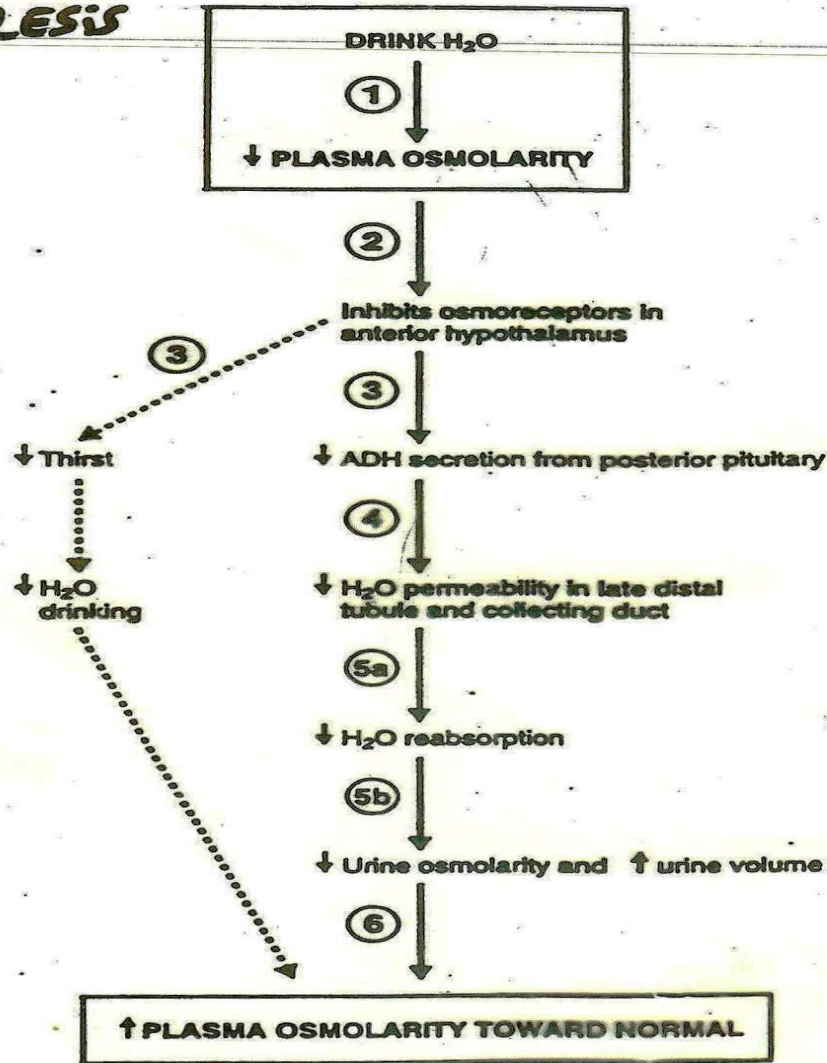 DRINK H₂O
1
↓ PLASMA OSMOLARITY
2
Inhibits osmoreceptors in
anterior hypothalamus
3
3
↓ Thirst
↓ ADH secretion from posterior pituitary
4
↓ H₂O
drinking
↓ H₂O permeability in late distal
tubule and collecting duct
5a
↓ H₂O reabsorption
5b
↓ Urine osmolarity and ↑ urine volume
6
↑ PLASMA OSMOLARITY TOWARD NORMAL